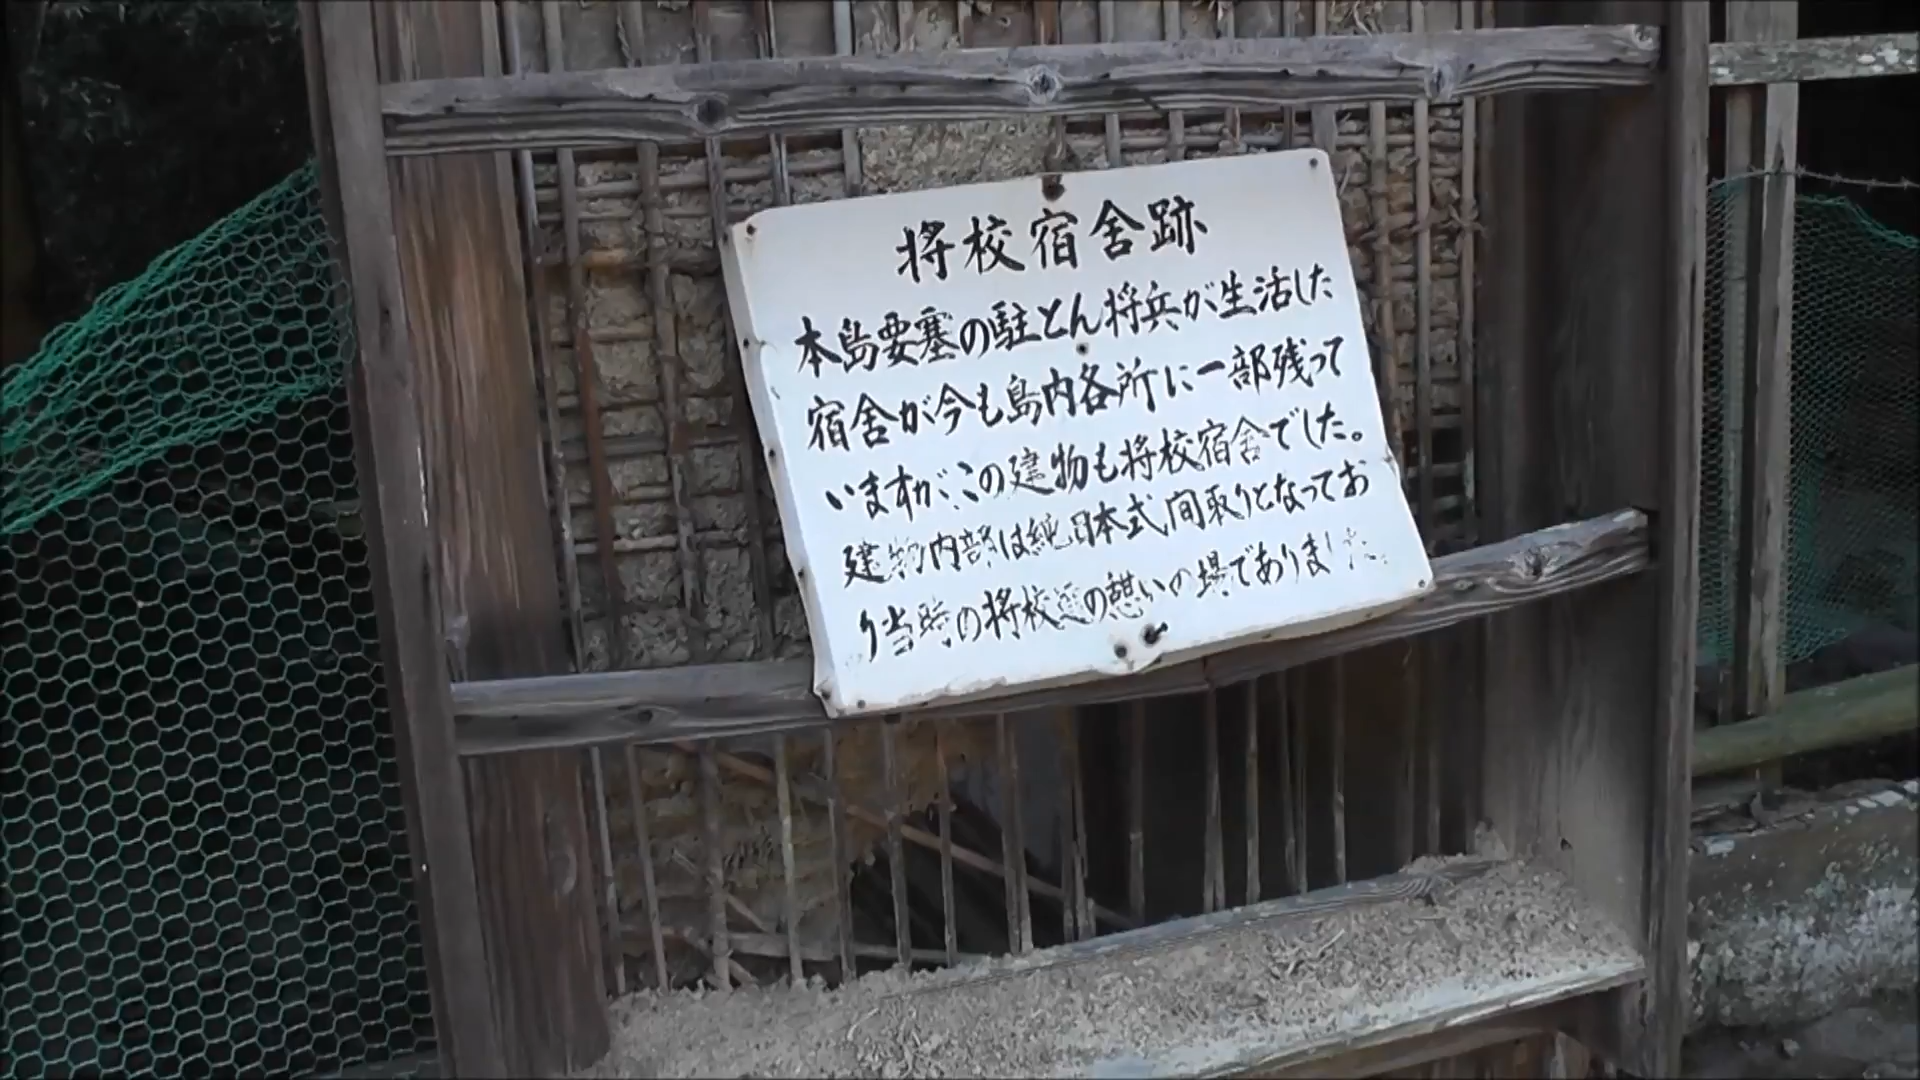 将校宿舎跡
本島要塞の駐とん将兵が生活した
宿舎が今も島内各所に一部残って
いますが、この建物も将校宿舎でした。
建物内部は純日本式間取りとなってお
り当時の将校達の憩いの場でありました。